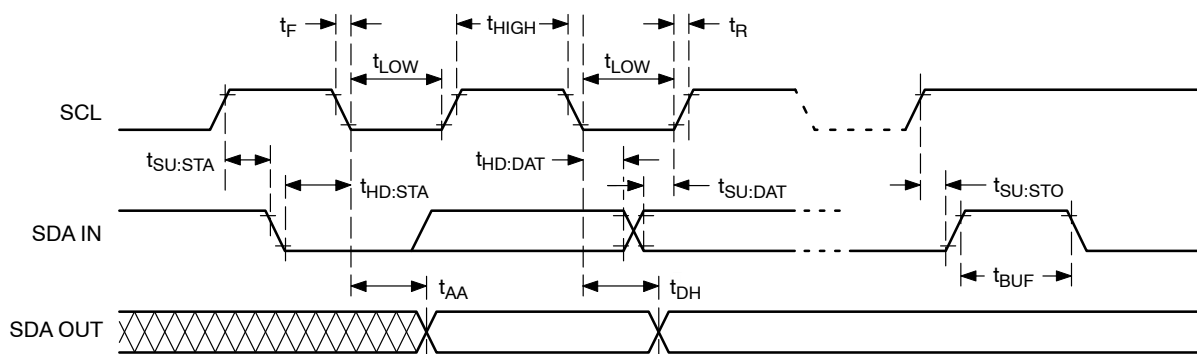 tF
tHIGH
tR
tLOW
tLOW
SCL
tSU:STA
tHD:STA
tHD:DAT
tSU:DAT
tSU:STO
SDA IN
tBUF
tAA
tDH
SDA OUT